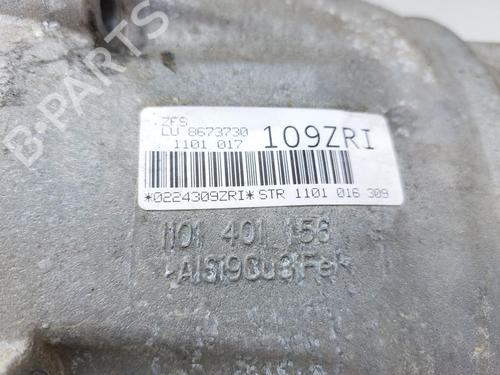 B-PARTS
ZFS
LU 8673730
1101 017
109ZRI
*0224309ZRI* STR 1101 016 309
1101 401 156
>AlSi9Cu3(Fe)<